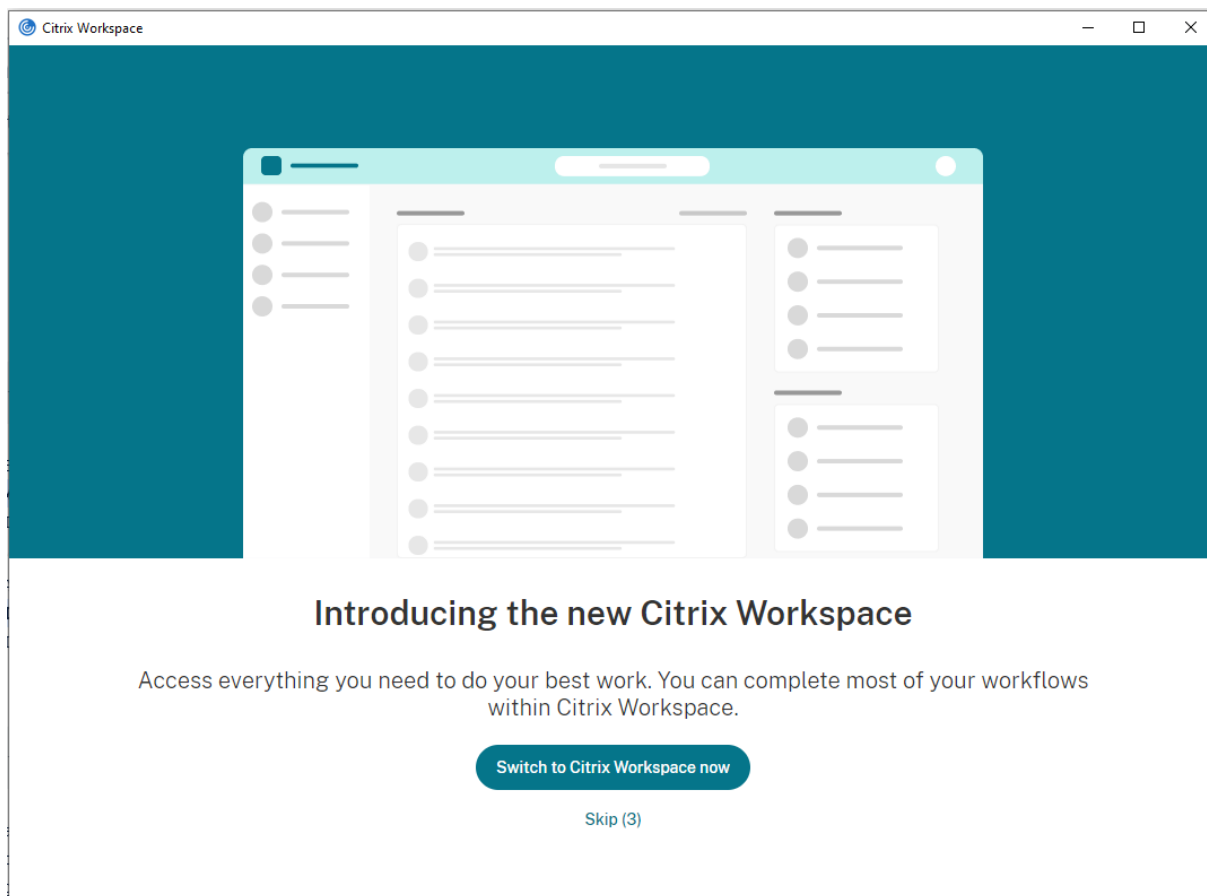 Citrix Workspace
Introducing the new Citrix Workspace
Access everything you need to do your best work. You can complete most of your workflows
within Citrix Workspace.
Switch to Citrix Workspace now
Skip (3)